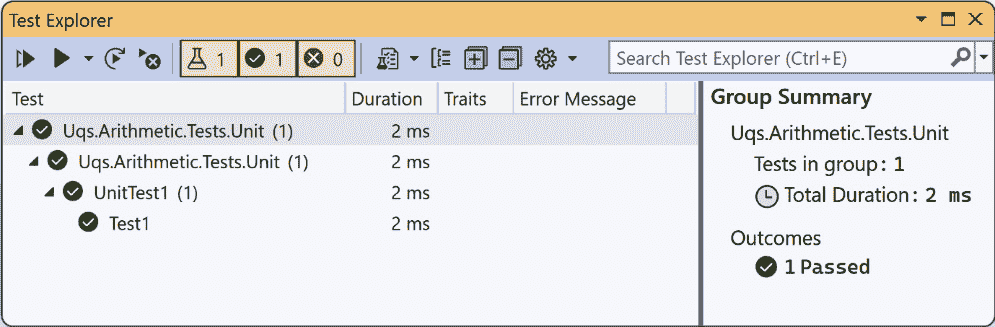 Test Explorer
1 1 0 Search Test Explorer (Ctrl+E)
Test Duration Traits Error Message
Uqs.Arithmetic.Tests.Unit (1) 2 ms
Uqs.Arithmetic.Tests.Unit (1) 2 ms
UnitTest1 (1) 2 ms
Test1 2 ms
Group Summary
Uqs.Arithmetic.Tests.Unit
Tests in group: 1
Total Duration: 2 ms
Outcomes
1 Passed